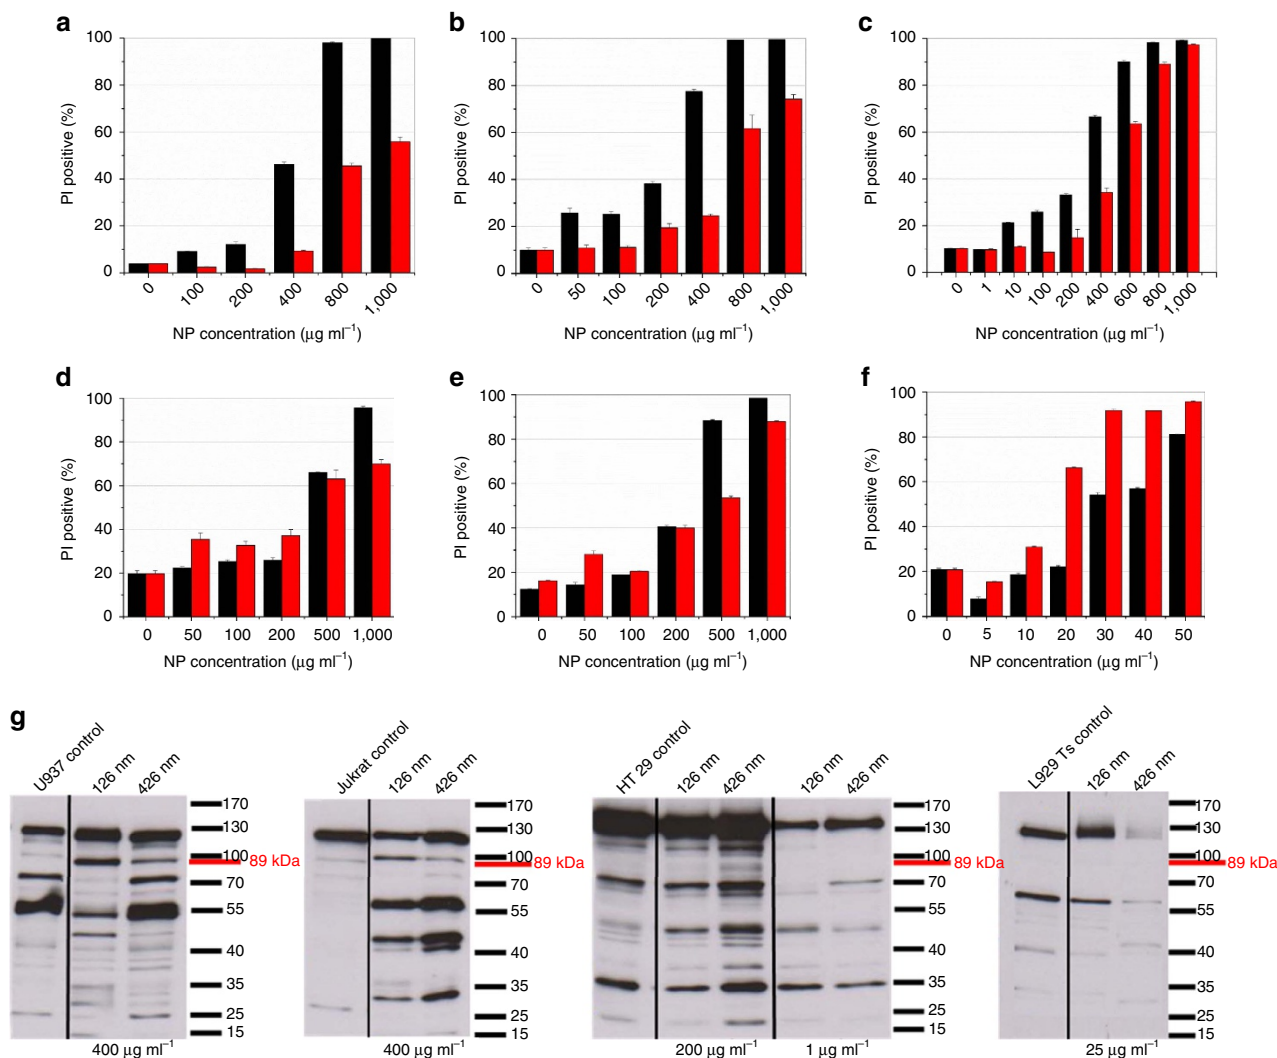 a
100
80
60
40
20
0
PI positive (%)
0 100 200 400 800 1,000
NP concentration (µg ml⁻¹)
b
100
80
60
40
20
0
PI positive (%)
0 50 100 200 400 800 1,000
NP concentration (µg ml⁻¹)
c
100
80
60
40
20
0
PI positive (%)
0 1 10 100 200 400 600 800 1,000
NP concentration (µg ml⁻¹)
d
100
80
60
40
20
0
PI positive (%)
0 50 100 200 500 1,000
NP concentration (µg ml⁻¹)
e
100
80
60
40
20
0
PI positive (%)
0 50 100 200 500 1,000
NP concentration (µg ml⁻¹)
f
100
80
60
40
20
0
PI positive (%)
0 5 10 20 30 40 50
NP concentration (µg ml⁻¹)
g
U937 control
126 nm
426 nm
170
130
100
89 kDa
70
55
40
35
25
15
400 µg ml⁻¹
Jukrat control
126 nm
426 nm
170
130
100
89 kDa
70
55
40
35
25
15
400 µg ml⁻¹
HT 29 control
126 nm
426 nm
126 nm
426 nm
170
130
100
89 kDa
70
55
40
35
25
15
200 µg ml⁻¹
1 µg ml⁻¹
L929 Ts control
126 nm
426 nm
170
130
100
89 kDa
70
55
40
35
25
15
25 µg ml⁻¹